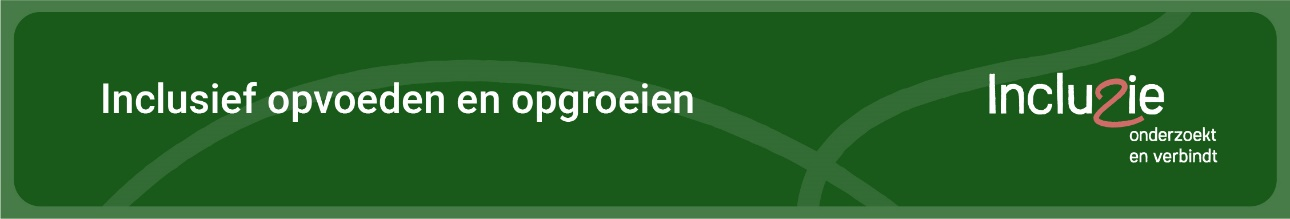 Inclusief opvoeden en opgroeien
Incluzie
onderzoekt
en verbindt